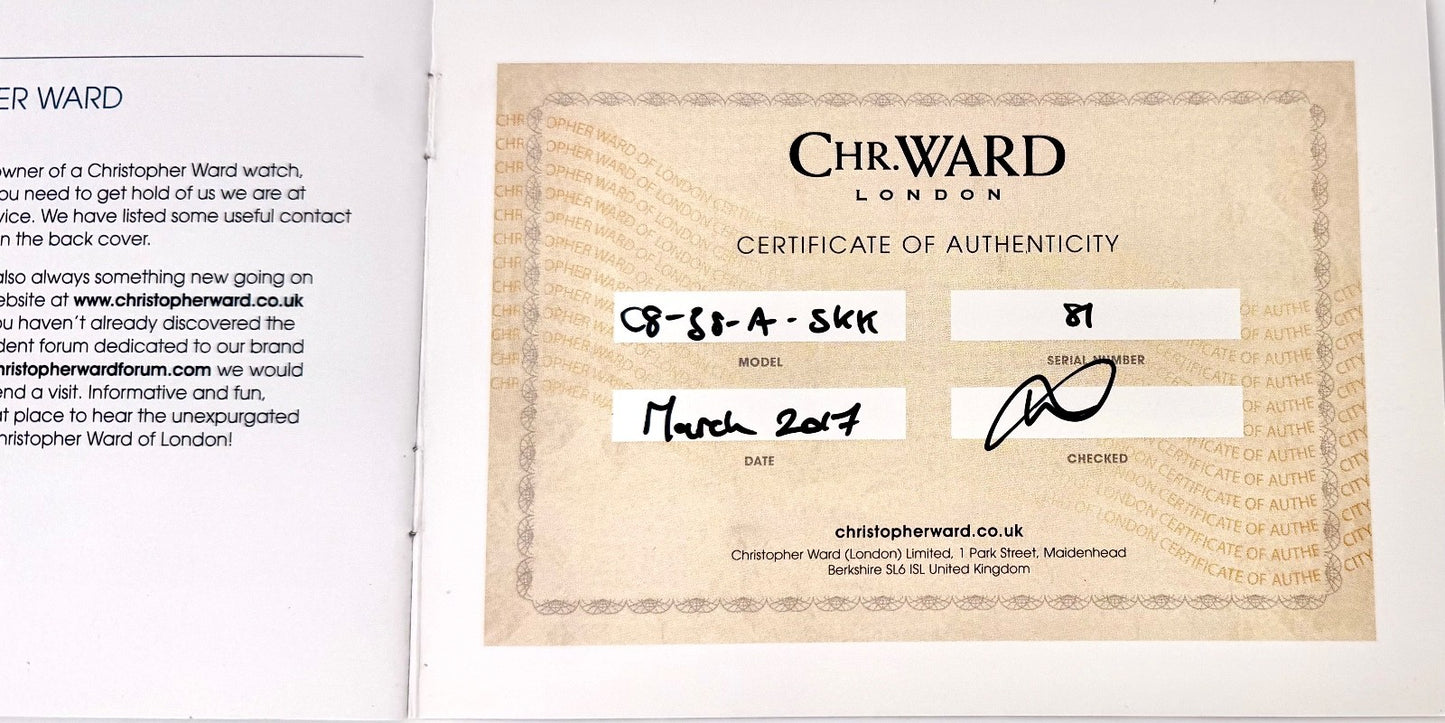 ER WARD
owner of a Christopher Ward watch,
ou need to get hold of us we are at
vice. We have listed some useful contact
n the back cover.
also always something new going on
ebsite at www.christopherward.co.uk
ou haven't already discovered the
dent forum dedicated to our brand
hristopherwardforum.com we would
end a visit. Informative and fun,
at place to hear the unexpurgated
hristopher Ward of London!
CHR.WARD
LONDON
CERTIFICATE OF AUTHENTICITY
C8-38-A-SKK
81
MODEL
SERIAL NUMBER
March 2017
DATE
CHECKED
christopherward.co.uk
Christopher Ward (London) Limited, 1 Park Street, Maidenhead
Berkshire SL6 ISL United Kingdom